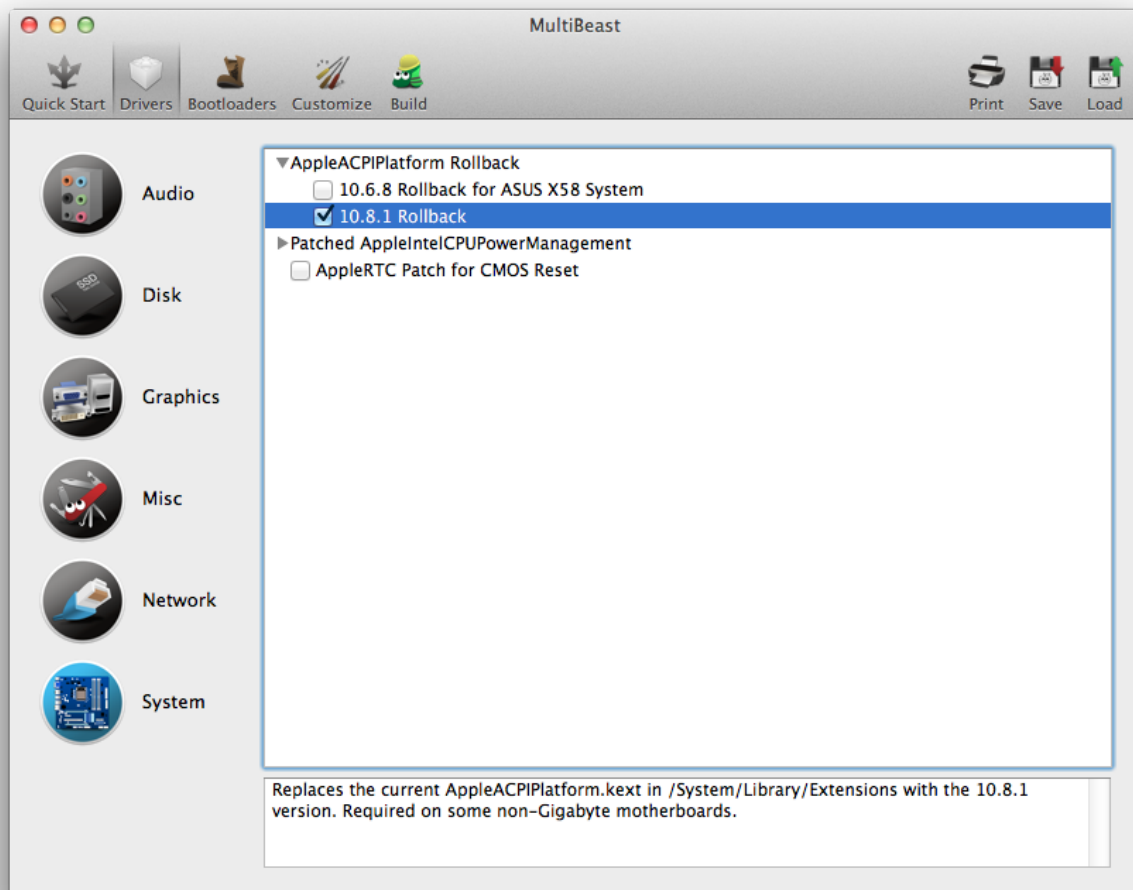 MultiBeast
Quick Start Drivers Bootloaders Customize Build Print Save Load
Audio
Disk
Graphics
Misc
Network
System
AppleACPIPlatform Rollback
10.6.8 Rollback for ASUS X58 System
10.8.1 Rollback
Patched AppleIntelCPUPowerManagement
AppleRTC Patch for CMOS Reset
Replaces the current AppleACPIPlatform.kext in /System/Library/Extensions with the 10.8.1
version. Required on some non-Gigabyte motherboards.